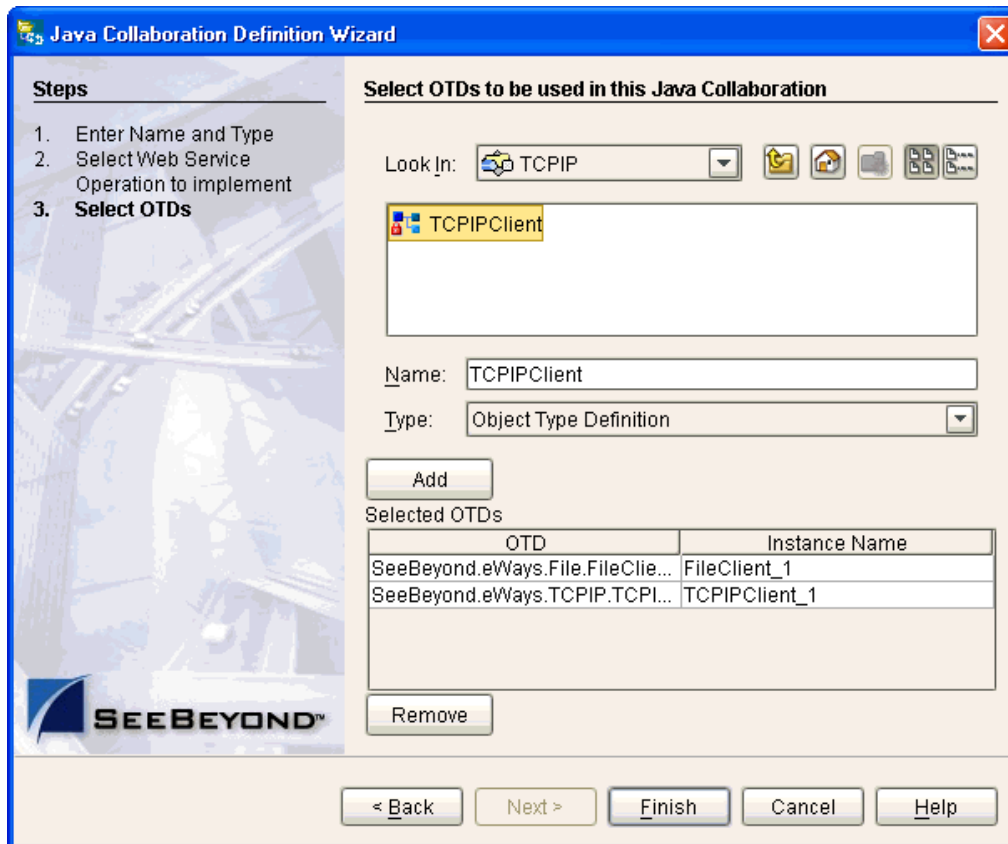 Java Collaboration Definition Wizard
Steps
1. Enter Name and Type
2. Select Web Service
Operation to implement
3. Select OTDs
SEEBEYOND™
Select OTDs to be used in this Java Collaboration
Look In: TCPIP
TCPIPClient
Name: TCPIPClient
Type: Object Type Definition
Add
Selected OTDs
OTD Instance Name
SeeBeyond.eWays.File.FileClie... FileClient_1
SeeBeyond.eWays.TCPIP.TCPI... TCPIPClient_1
Remove
< Back Next > Finish Cancel Help